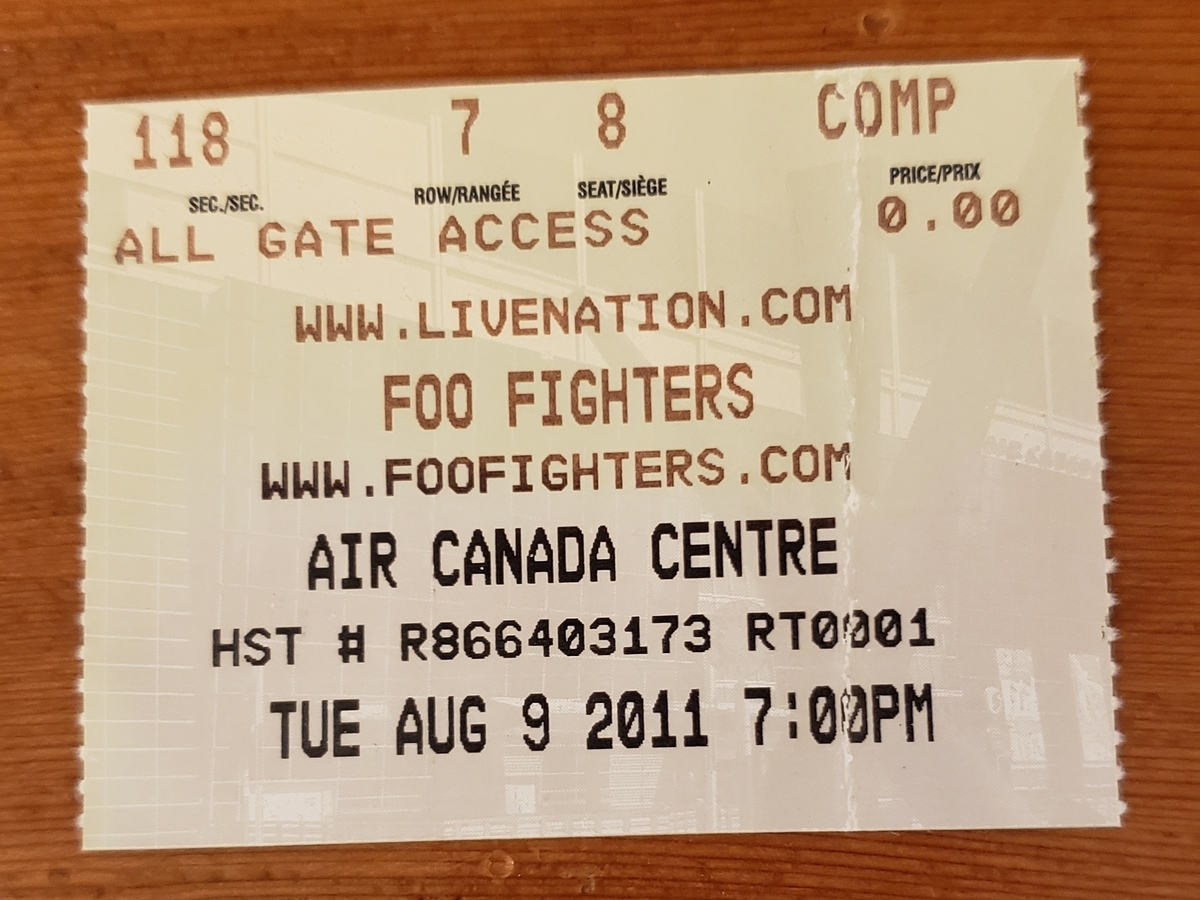 118 7 8 COMP
SEC./SEC. ROW/RANGÉE SEAT/SIÈGE PRICE/PRIX
ALL GATE ACCESS 0.00
WWW.LIVENATION.COM
FOO FIGHTERS
WWW.FOOFIGHTERS.COM
AIR CANADA CENTRE
HST # R866403173 RT0001
TUE AUG 9 2011 7:00PM